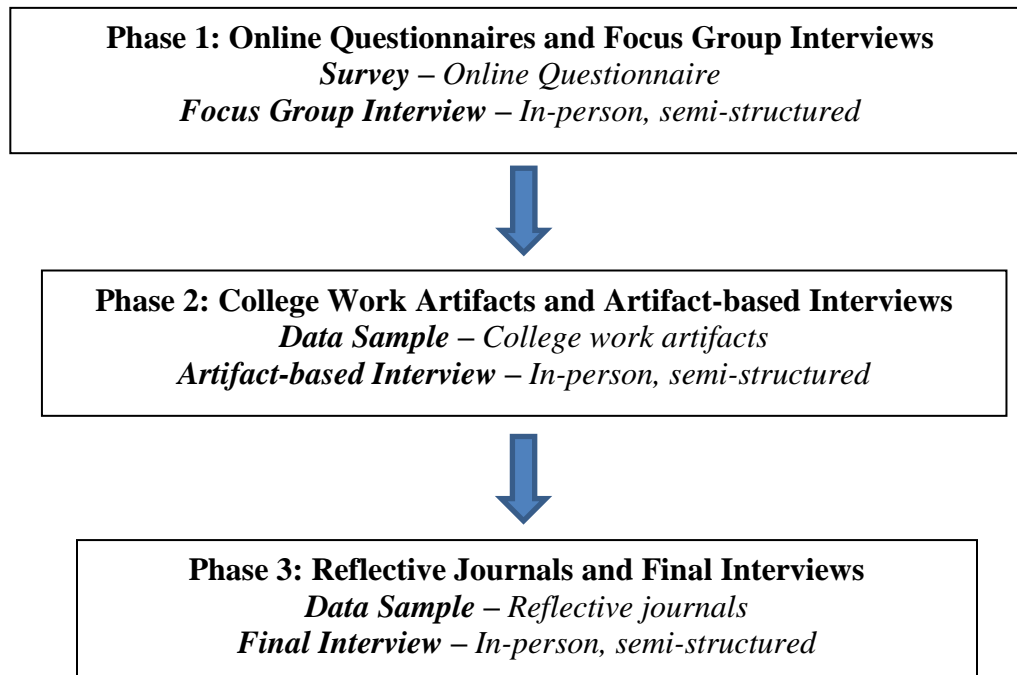 Phase 1: Online Questionnaires and Focus Group Interviews
Survey – Online Questionnaire
Focus Group Interview – In-person, semi-structured
Phase 2: College Work Artifacts and Artifact-based Interviews
Data Sample – College work artifacts
Artifact-based Interview – In-person, semi-structured
Phase 3: Reflective Journals and Final Interviews
Data Sample – Reflective journals
Final Interview – In-person, semi-structured